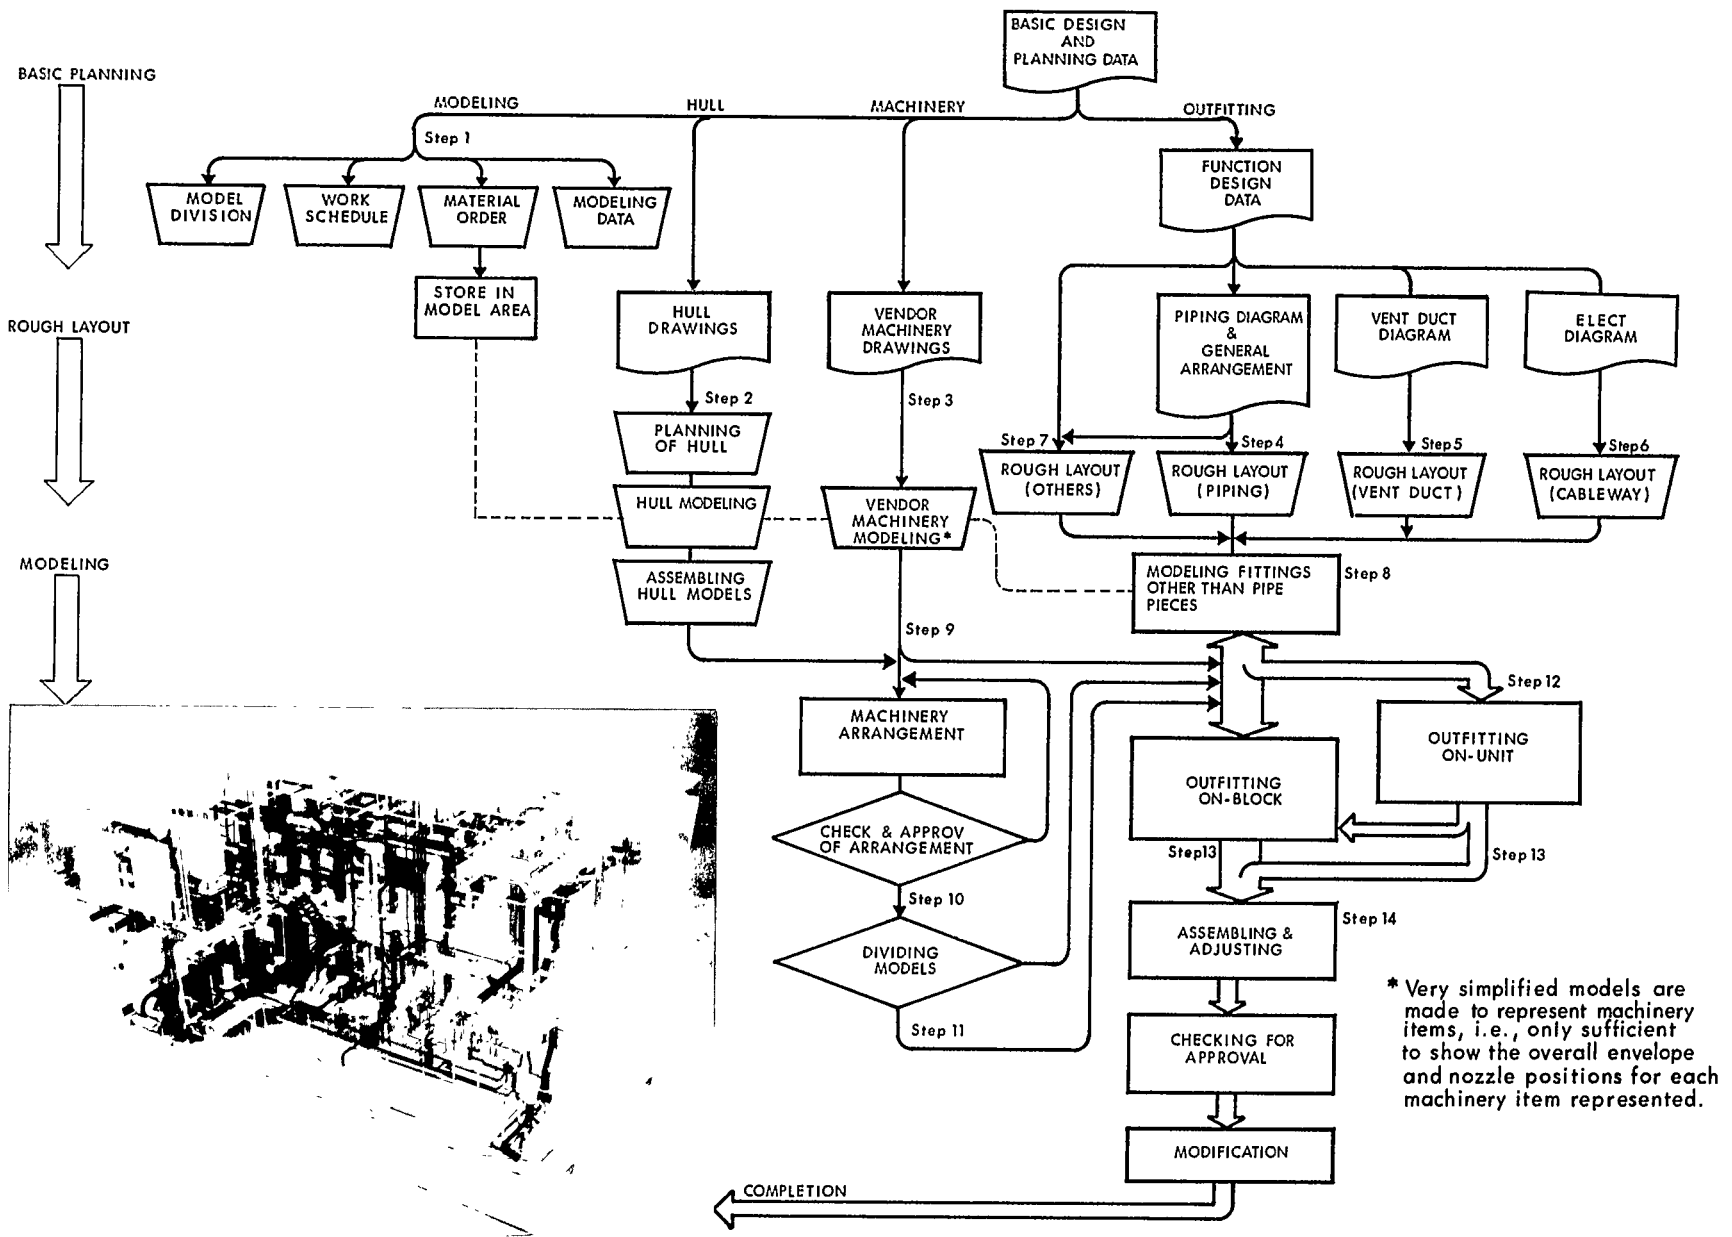 BASIC DESIGN
AND
PLANNING DATA
BASIC PLANNING
MODELING
HULL
MACHINERY
OUTFITTING
Step 1
FUNCTION
DESIGN
DATA
MODEL
DIVISION
WORK
SCHEDULE
MATERIAL
ORDER
MODELING
DATA
STORE IN
MODEL AREA
ROUGH LAYOUT
HULL
DRAWINGS
VENDOR
MACHINERY
DRAWINGS
PIPING DIAGRAM
&
GENERAL
ARRANGEMENT
VENT DUCT
DIAGRAM
ELECT
DIAGRAM
Step 2
Step 3
PLANNING
OF HULL
Step 7
Step 4
Step 5
Step 6
ROUGH LAYOUT
(OTHERS)
ROUGH LAYOUT
(PIPING)
ROUGH LAYOUT
(VENT DUCT)
ROUGH LAYOUT
(CABLEWAY)
HULL MODELING
VENDOR
MACHINERY
MODELING*
MODELING
ASSEMBLING
HULL MODELS
MODELING FITTINGS
OTHER THAN PIPE
PIECES
Step 8
Step 9
Step 12
MACHINERY
ARRANGEMENT
OUTFITTING
ON-UNIT
OUTFITTING
ON-BLOCK
CHECK & APPROV
OF ARRANGEMENT
Step 13
Step 13
Step 10
Step 14
DIVIDING
MODELS
ASSEMBLING &
ADJUSTING
Step 11
CHECKING FOR
APPROVAL
* Very simplified models are
made to represent machinery
items, i.e., only sufficient
to show the overall envelope
and nozzle positions for each
machinery item represented.
MODIFICATION
COMPLETION